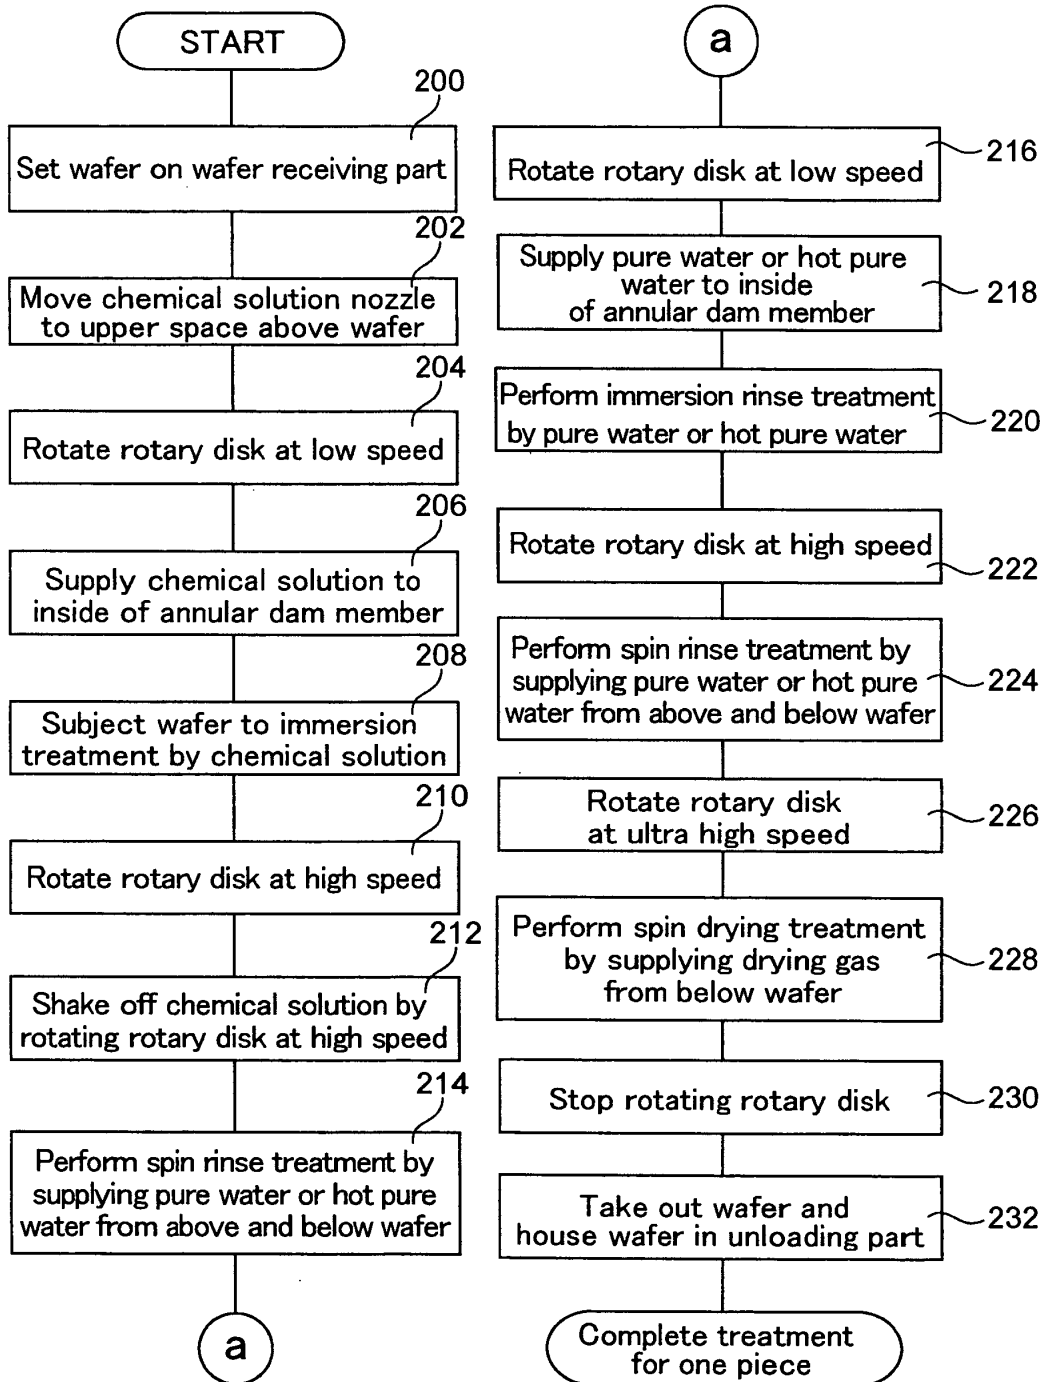 START
200
Set wafer on wafer receiving part
202
Move chemical solution nozzle
to upper space above wafer
204
Rotate rotary disk at low speed
206
Supply chemical solution to
inside of annular dam member
208
Subject wafer to immersion
treatment by chemical solution
210
Rotate rotary disk at high speed
212
Shake off chemical solution by
rotating rotary disk at high speed
214
Perform spin rinse treatment by
supplying pure water or hot pure
water from above and below wafer
a
a
216
Rotate rotary disk at low speed
Supply pure water or hot pure
water to inside
of annular dam member
218
Perform immersion rinse treatment
by pure water or hot pure water
220
Rotate rotary disk at high speed
222
Perform spin rinse treatment by
supplying pure water or hot pure
water from above and below wafer
224
Rotate rotary disk
at ultra high speed
226
Perform spin drying treatment
by supplying drying gas
from below wafer
228
Stop rotating rotary disk
230
Take out wafer and
house wafer in unloading part
232
Complete treatment
for one piece